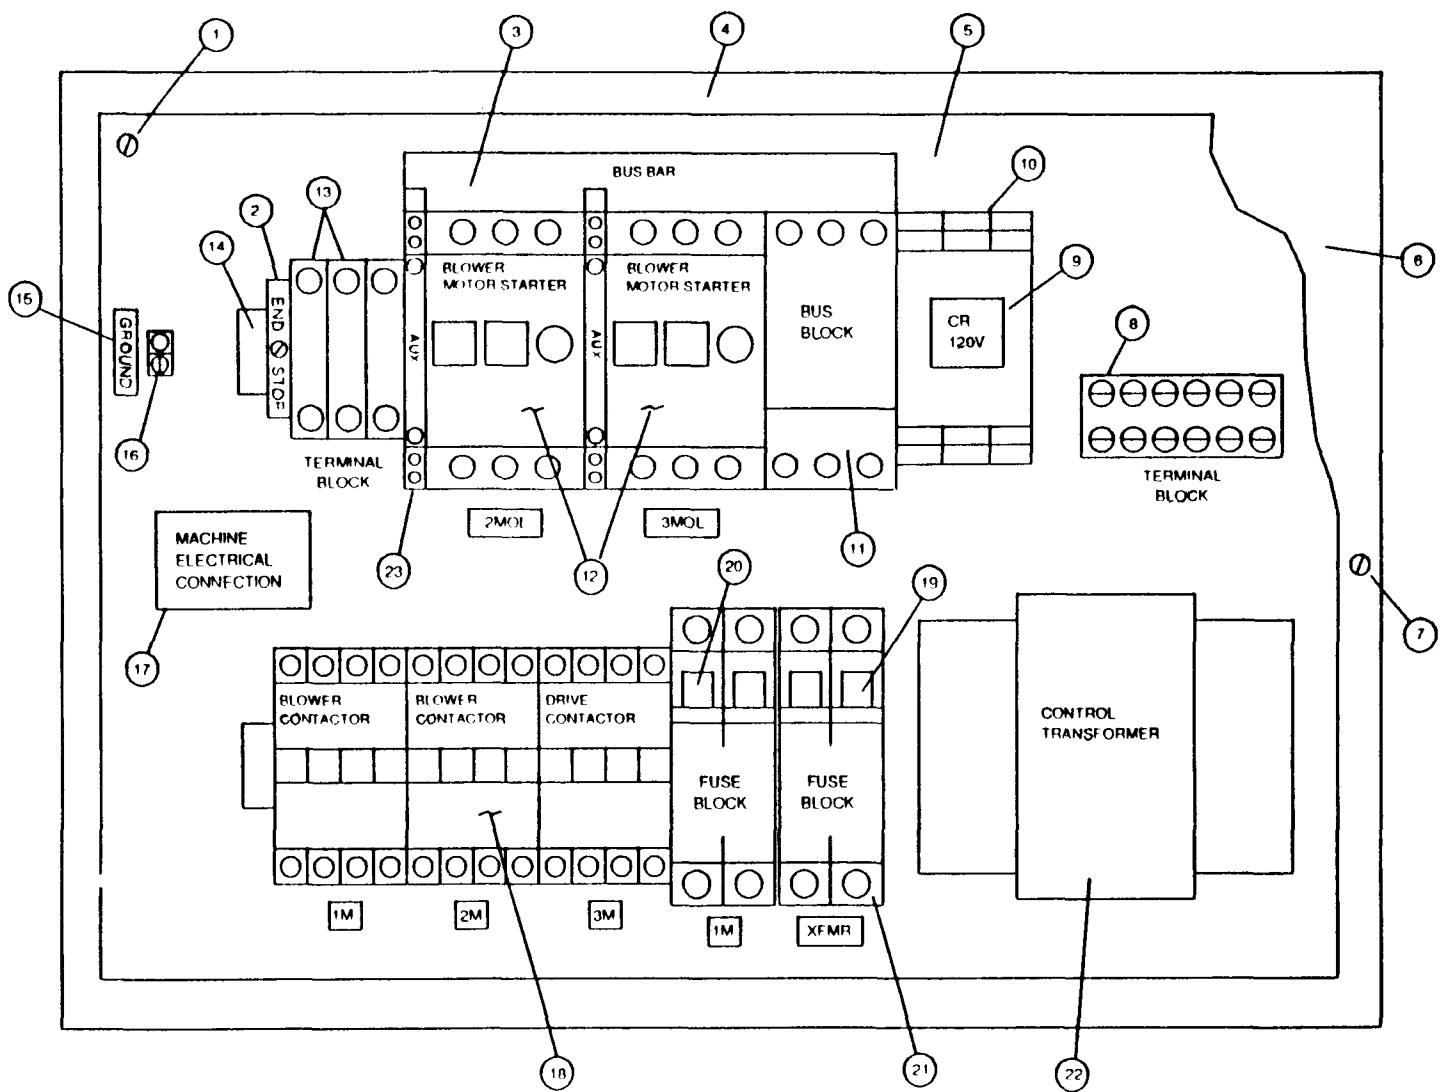 1
3
4
5
BUS BAR
10
2
13
14
BLOWER
MOTOR STARTER
BLOWER
MOTOR STARTER
6
9
15
GROUND
END STOP
AUX
AUX
BUS
BLOCK
CR
120V
8
16
TERMINAL
BLOCK
TERMINAL
BLOCK
2MOL
3MOL
MACHINE
ELECTRICAL
CONNECTION
23
12
11
20
19
7
17
BLOWER
CONTACTOR
BLOWER
CONTACTOR
DRIVE
CONTACTOR
CONTROL
TRANSFORMER
FUSE
BLOCK
FUSE
BLOCK
1M
2M
3M
1M
XFMR
18
21
22